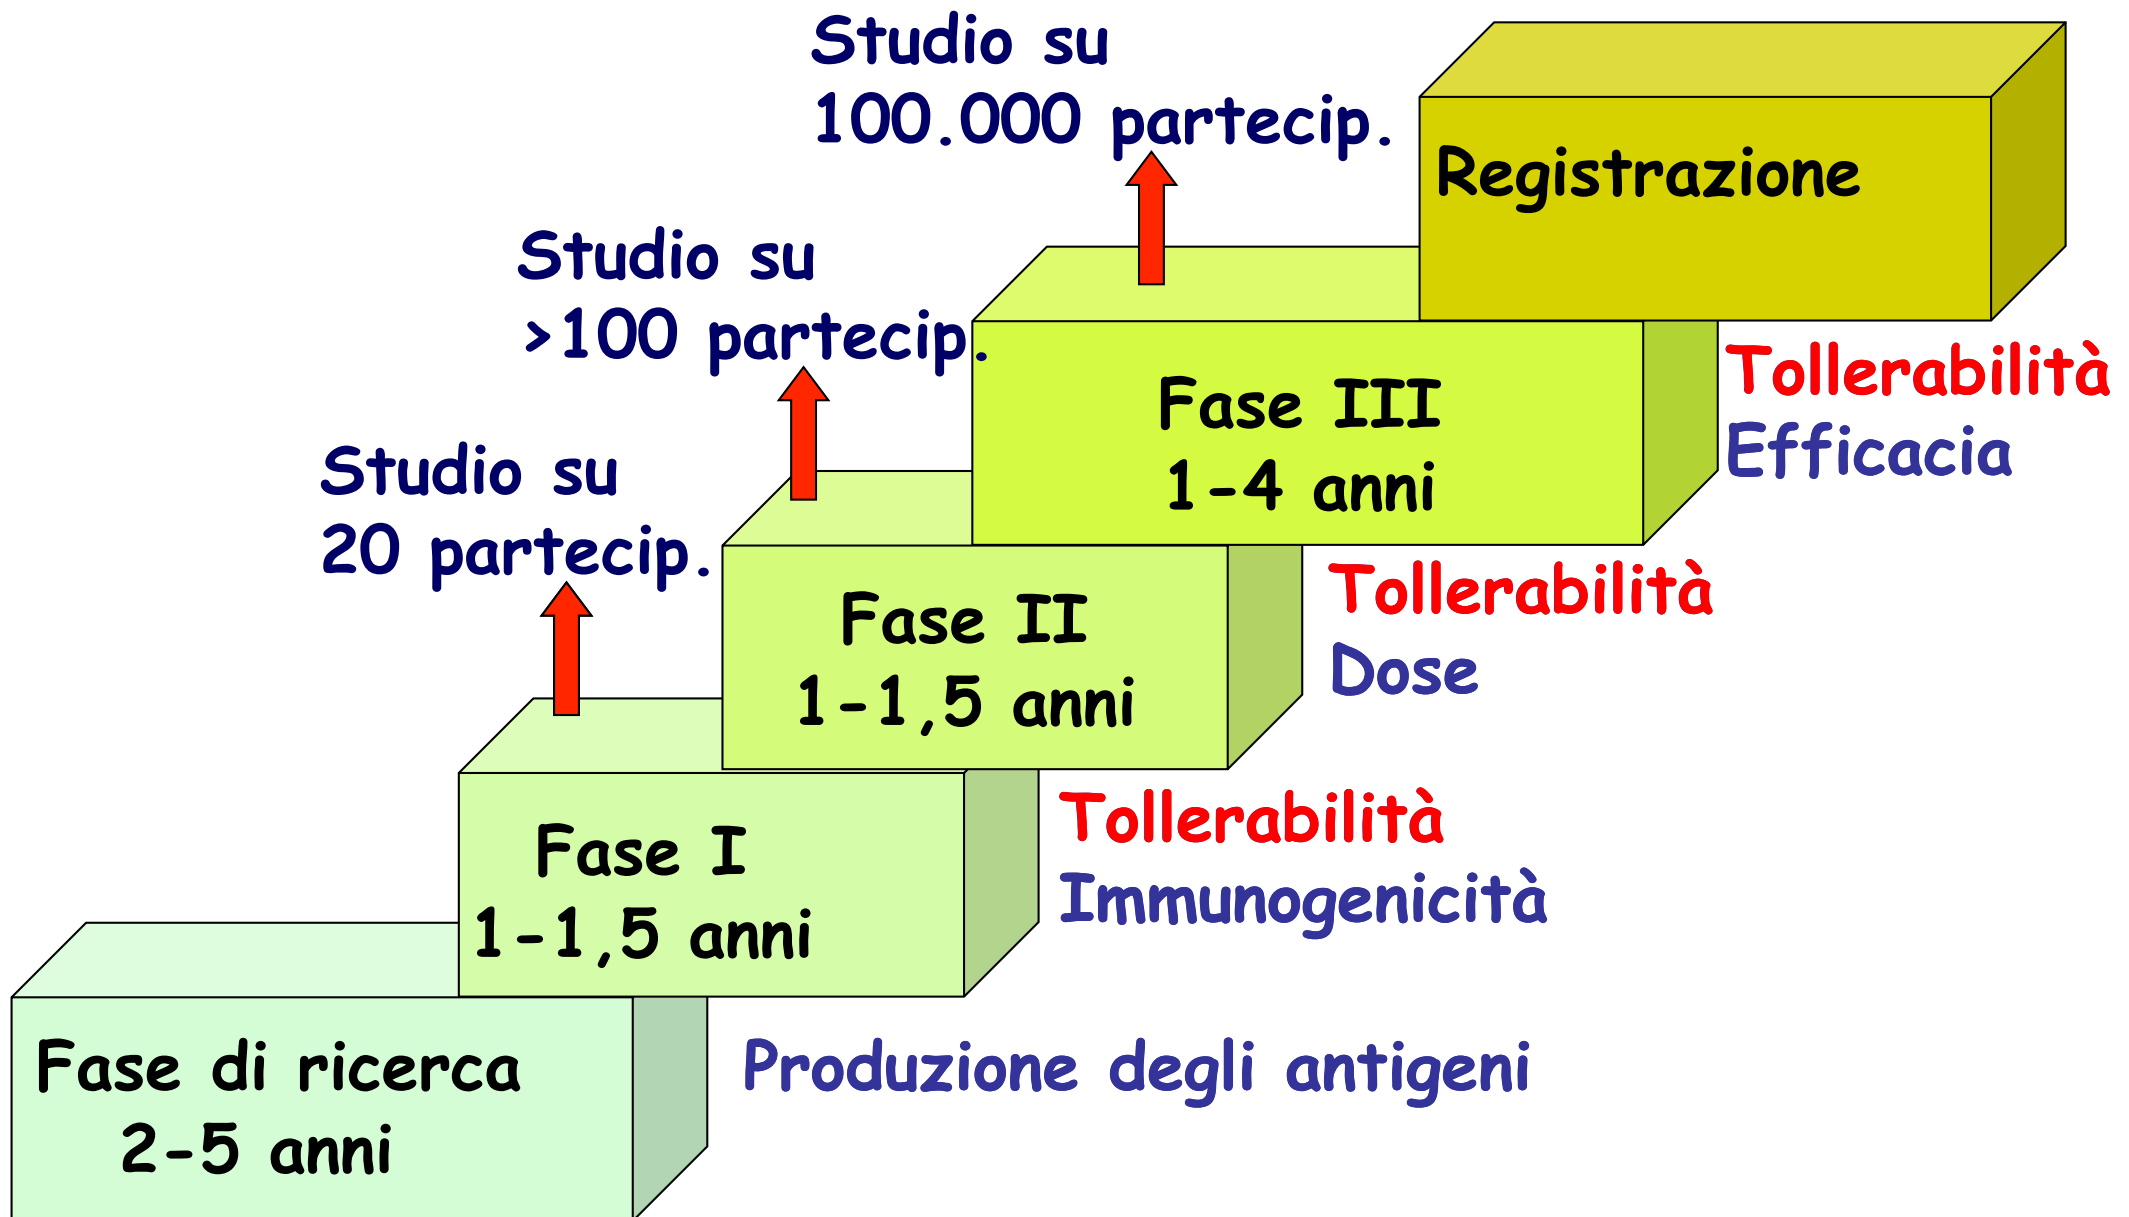 Studio su
100.000 partecip.
Registrazione
Studio su
>100 partecip.
Fase III
1-4 anni
Tollerabilità
Efficacia
Studio su
20 partecip.
Fase II
1-1,5 anni
Tollerabilità
Dose
Fase I
1-1,5 anni
Tollerabilità
Immunogenicità
Fase di ricerca
2-5 anni
Produzione degli antigeni